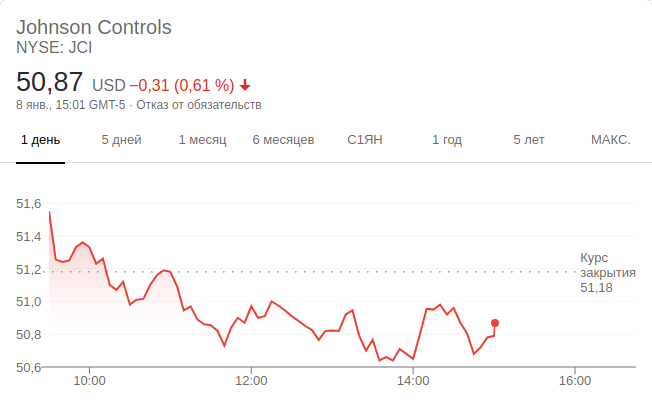 Johnson Controls
NYSE: JCI
50,87 USD −0,31 (0,61 %)
8 янв., 15:01 GMT-5 · Отказ от обязательств
1 день 5 дней 1 месяц 6 месяцев С1ЯН 1 год 5 лет МАКС.
51,6
51,4
51,2
51,0
50,8
50,6
Курс
закрытия
51,18
10:00 12:00 14:00 16:00